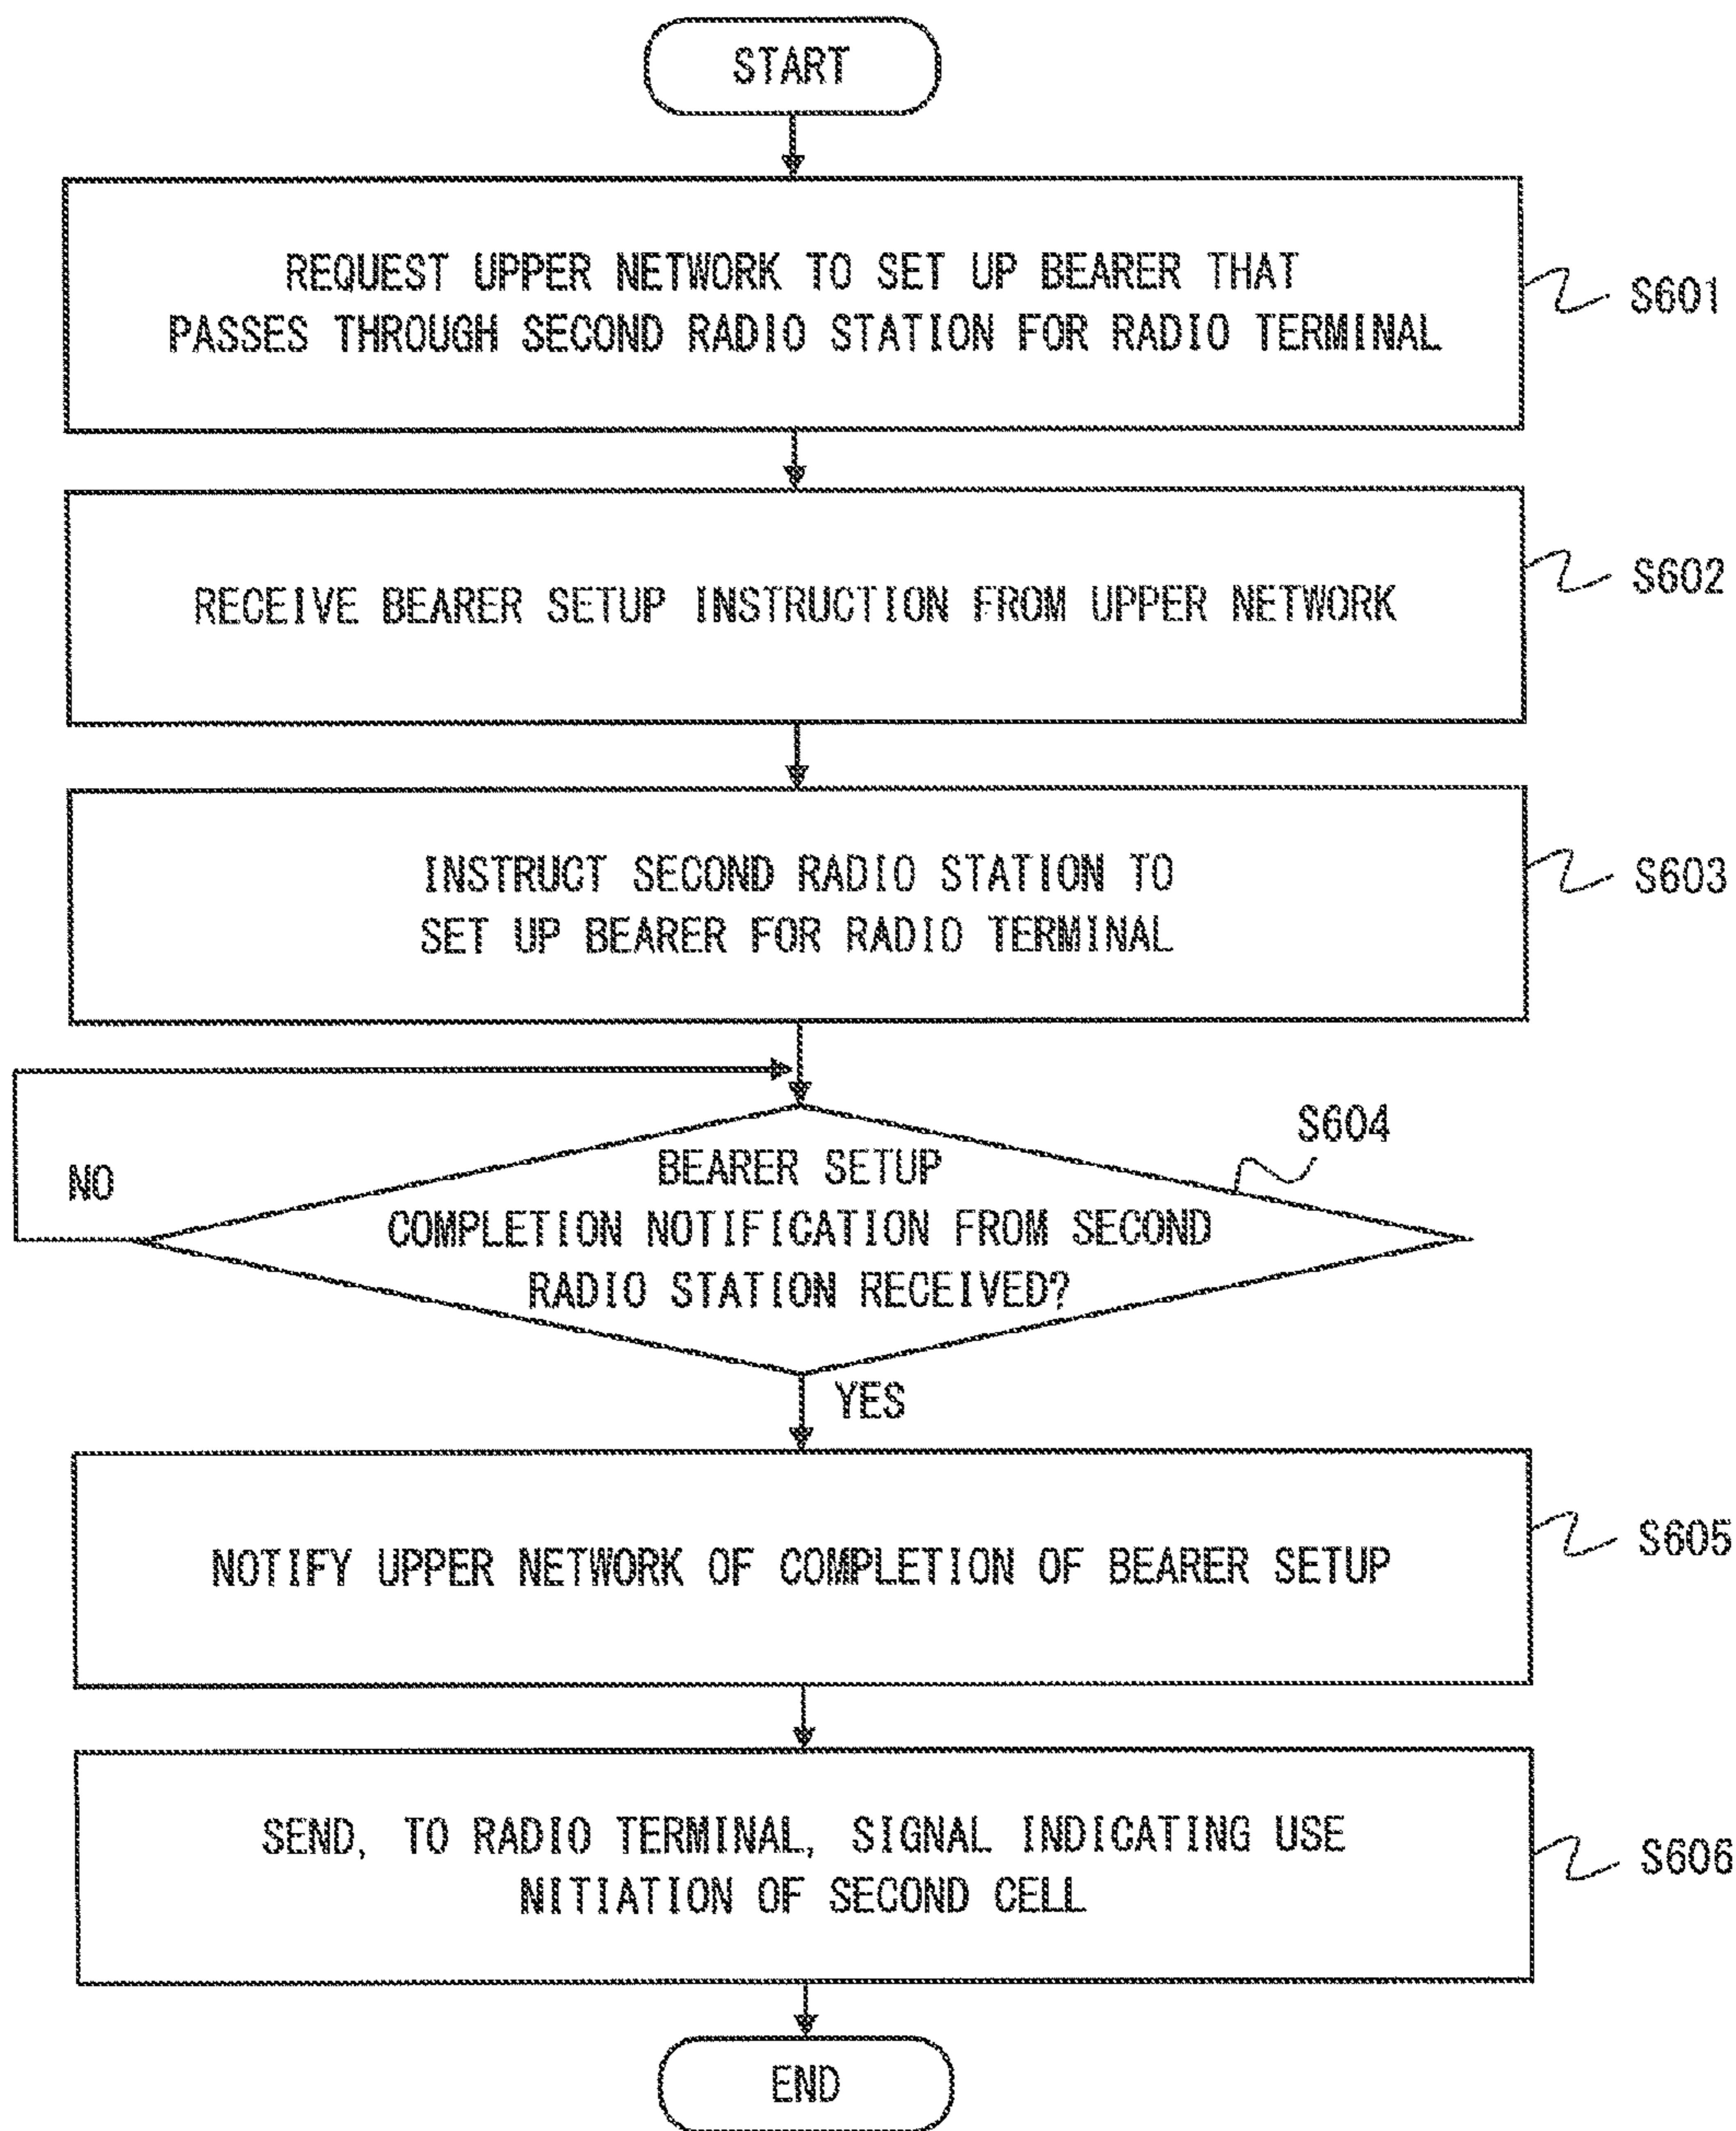 START
REQUEST UPPER NETWORK TO SET UP BEARER THAT
PASSES THROUGH SECOND RADIO STATION FOR RADIO TERMINAL
S601
RECEIVE BEARER SETUP INSTRUCTION FROM UPPER NETWORK
S602
INSTRUCT SECOND RADIO STATION TO
SET UP BEARER FOR RADIO TERMINAL
S603
S604
BEARER SETUP
COMPLETION NOTIFICATION FROM SECOND
RADIO STATION RECEIVED?
NO
YES
NOTIFY UPPER NETWORK OF COMPLETION OF BEARER SETUP
S605
SEND, TO RADIO TERMINAL, SIGNAL INDICATING USE
NITIATION OF SECOND CELL
S606
END